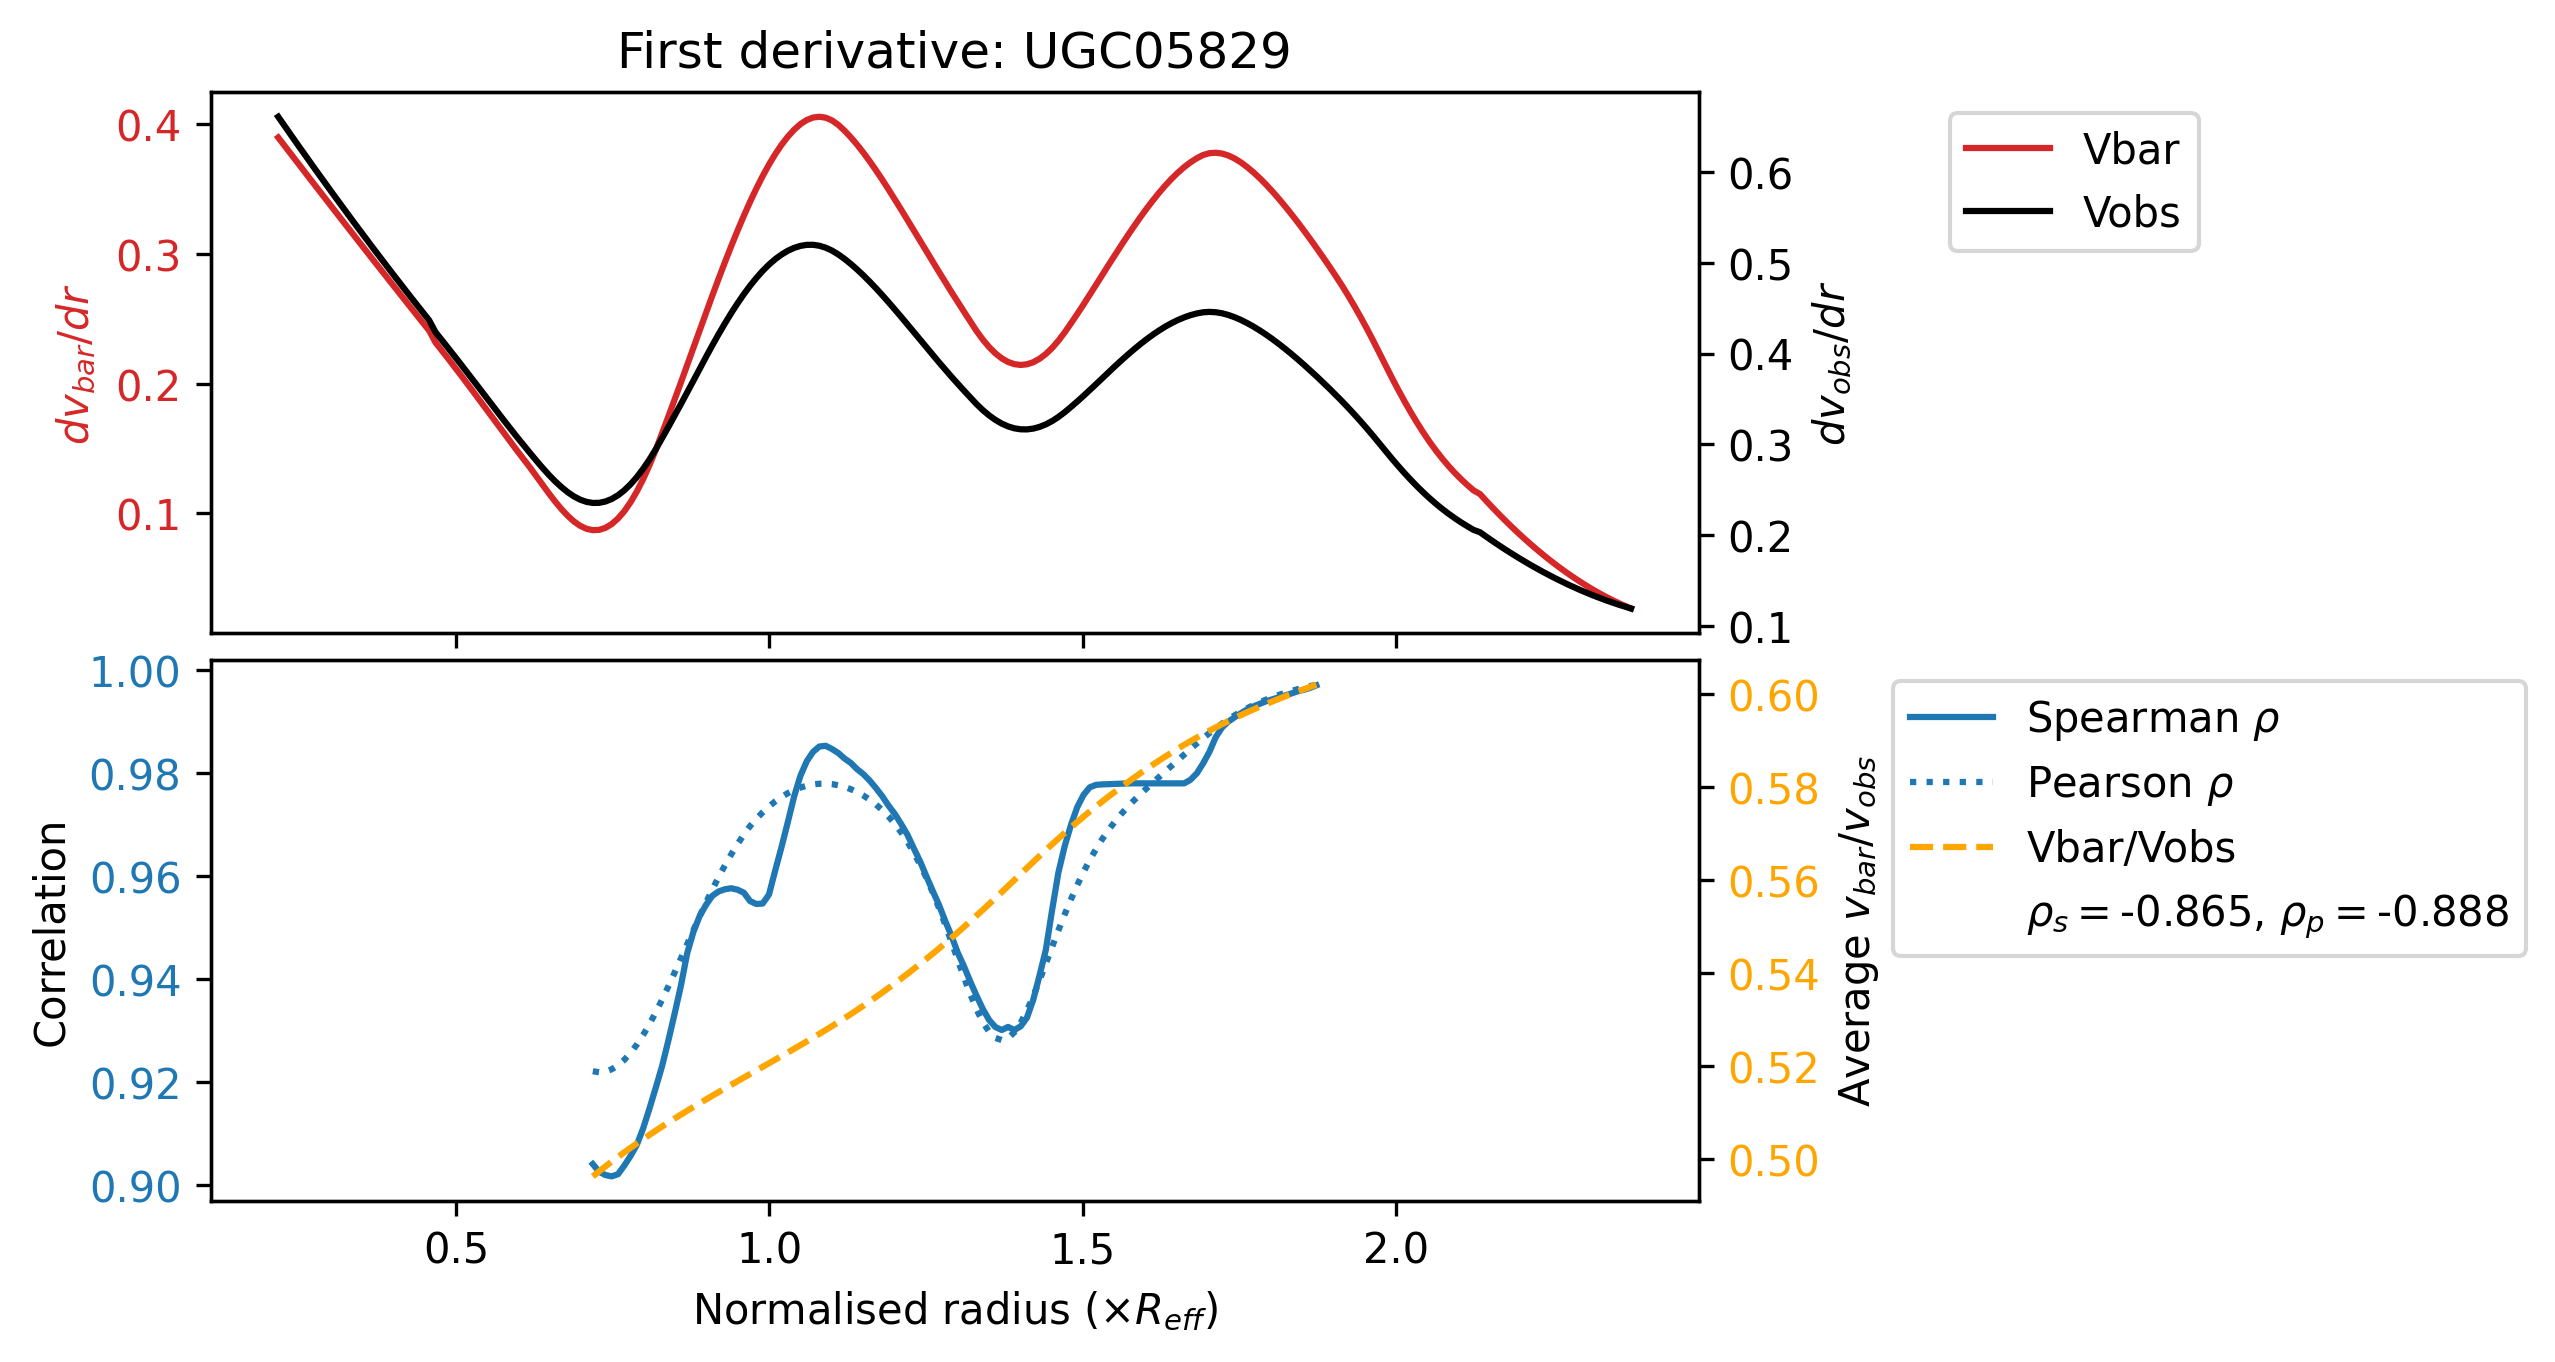 First derivative: UGC05829
0.4
0.3
0.2
0.1
dv_bar/dr
0.6
0.5
0.4
0.3
0.2
0.1
dv_obs/dr
Vbar
Vobs
1.00
0.98
0.96
0.94
0.92
0.90
Correlation
0.60
0.58
0.56
0.54
0.52
0.50
Average v_bar/v_obs
Spearman ρ
Pearson ρ
Vbar/Vobs
ρ_s = -0.865, ρ_p = -0.888
0.5 1.0 1.5 2.0
Normalised radius (×R_eff)